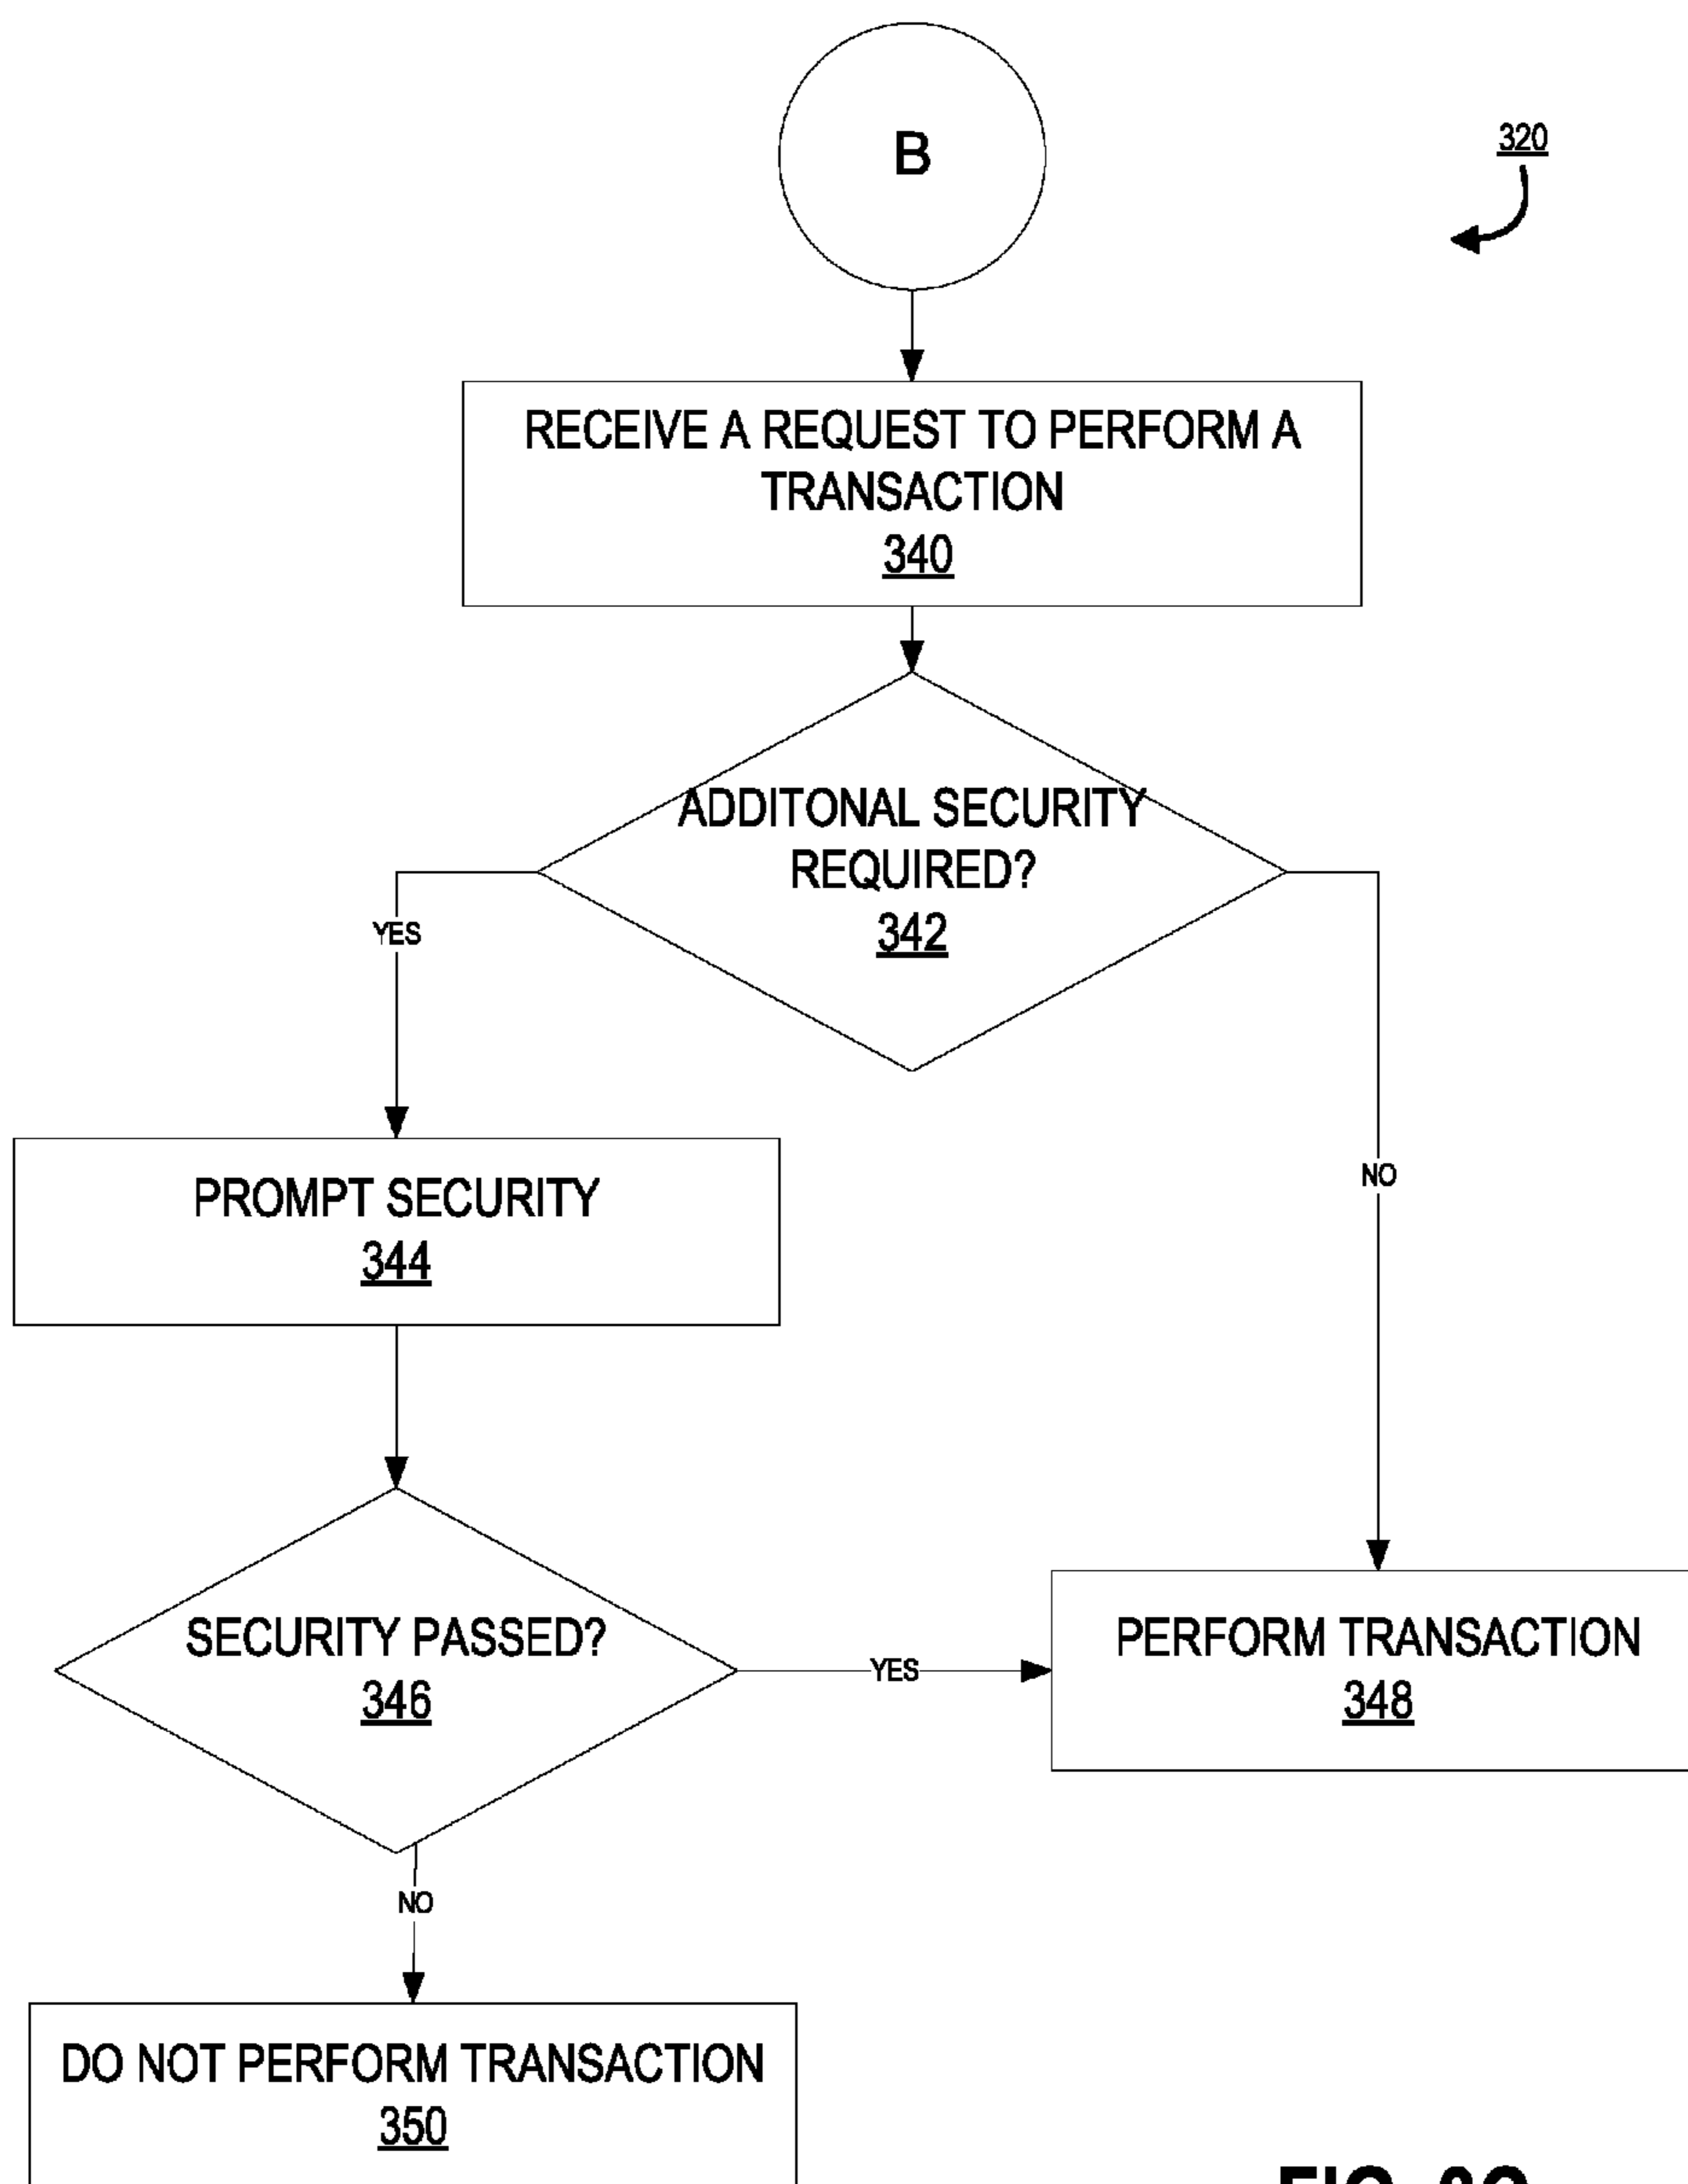 B
320
RECEIVE A REQUEST TO PERFORM A
TRANSACTION
340
ADDITONAL SECURITY
REQUIRED?
342
YES
NO
PROMPT SECURITY
344
SECURITY PASSED?
346
YES
PERFORM TRANSACTION
348
NO
DO NOT PERFORM TRANSACTION
350
FIG.